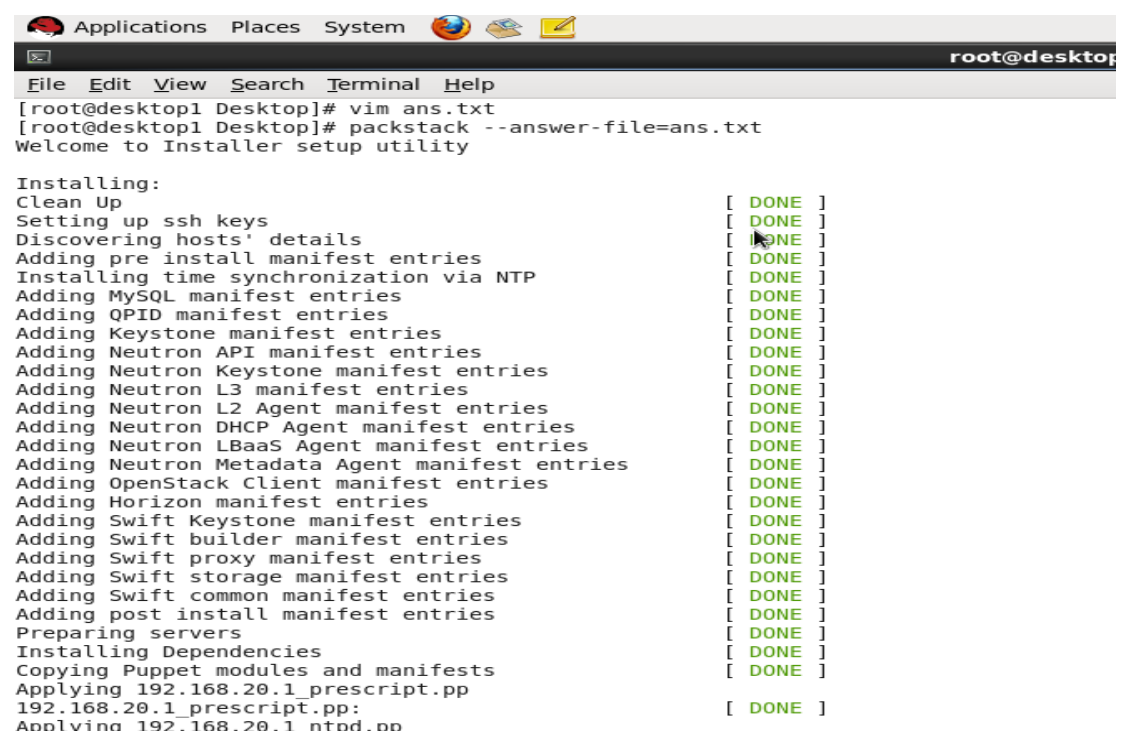 Applications Places System
root@desktop
File Edit View Search Terminal Help
[root@desktop1 Desktop]# vim ans.txt
[root@desktop1 Desktop]# packstack --answer-file=ans.txt
Welcome to Installer setup utility
Installing:
Clean Up [ DONE ]
Setting up ssh keys [ DONE ]
Discovering hosts' details [ DONE ]
Adding pre install manifest entries [ DONE ]
Installing time synchronization via NTP [ DONE ]
Adding MySQL manifest entries [ DONE ]
Adding QPID manifest entries [ DONE ]
Adding Keystone manifest entries [ DONE ]
Adding Neutron API manifest entries [ DONE ]
Adding Neutron Keystone manifest entries [ DONE ]
Adding Neutron L3 manifest entries [ DONE ]
Adding Neutron L2 Agent manifest entries [ DONE ]
Adding Neutron DHCP Agent manifest entries [ DONE ]
Adding Neutron LBaaS Agent manifest entries [ DONE ]
Adding Neutron Metadata Agent manifest entries [ DONE ]
Adding OpenStack Client manifest entries [ DONE ]
Adding Horizon manifest entries [ DONE ]
Adding Swift Keystone manifest entries [ DONE ]
Adding Swift builder manifest entries [ DONE ]
Adding Swift proxy manifest entries [ DONE ]
Adding Swift storage manifest entries [ DONE ]
Adding Swift common manifest entries [ DONE ]
Adding post install manifest entries [ DONE ]
Preparing servers [ DONE ]
Installing Dependencies [ DONE ]
Copying Puppet modules and manifests [ DONE ]
Applying 192.168.20.1_prescript.pp
192.168.20.1_prescript.pp: [ DONE ]
Applying 192.168.20.1_ntpd.pp